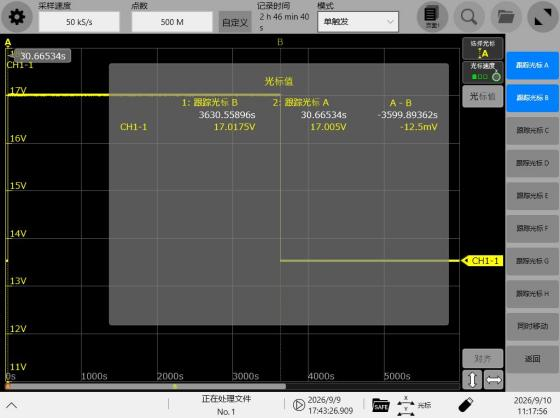 采样速度
点数
记录时间
模式
50 kS/s
500 M
自定义
2 h 46 min 40 s
单触发
A
B
30.66534s
CH1-1
17V
16V
15V
14V
13V
12V
11V
0s
1000s
2000s
3000s
4000s
5000s
光标值
1: 跟踪光标 B
2: 跟踪光标 A
A - B
3630.55896s
30.66534s
-3599.89362s
CH1-1
17.0175V
17.005V
-12.5mV
选择光标
A
光标速度
光标值
CH1-1
对齐
跟踪光标 A
跟踪光标 B
跟踪光标 C
跟踪光标 D
跟踪光标 E
跟踪光标 F
跟踪光标 G
跟踪光标 H
同时移动
返回
正在处理文件
No. 1
2026/9/9
17:43:26.909
SAFE
X
Y
光标
2026/9/10
11:17:56